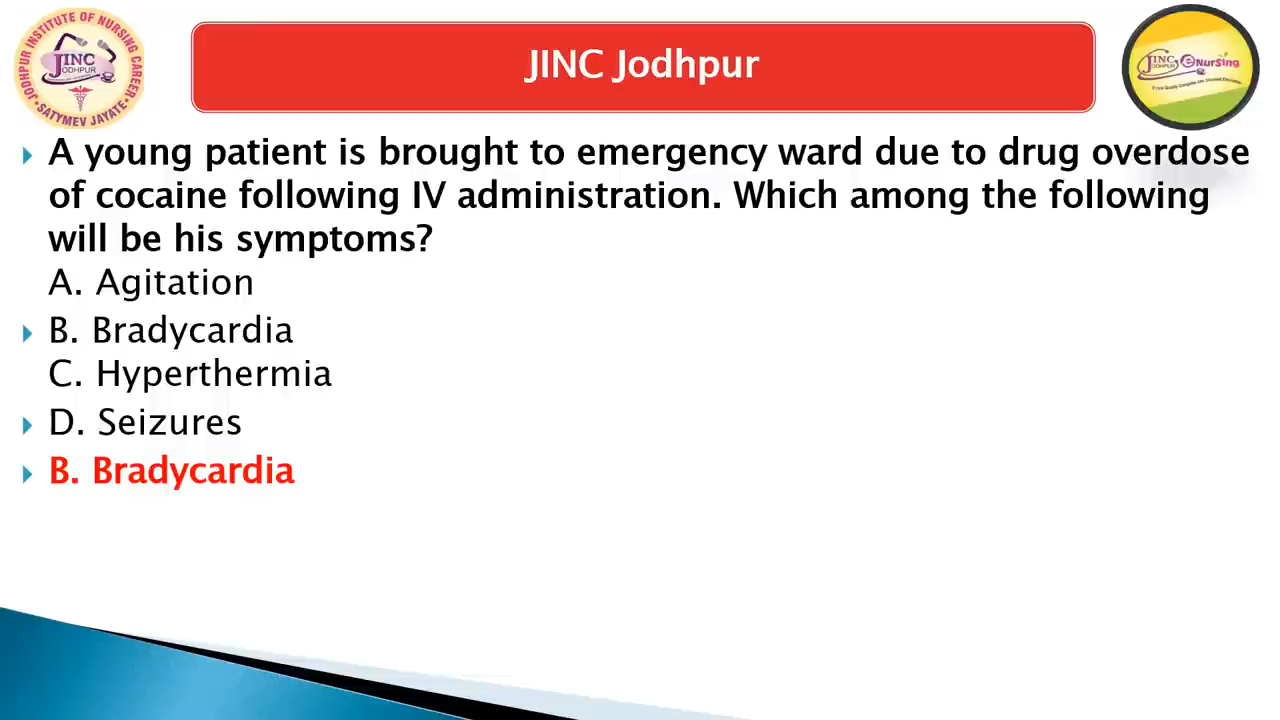 JODHPUR INSTITUTE OF NURSING CAREER
JINC
JODHPUR
• SATYMEV JAYATE •
JINC Jodhpur
JINC
JODHPUR
eNursing
A young patient is brought to emergency ward due to drug overdose
of cocaine following IV administration. Which among the following
will be his symptoms?
A. Agitation
B. Bradycardia
C. Hyperthermia
D. Seizures
B. Bradycardia